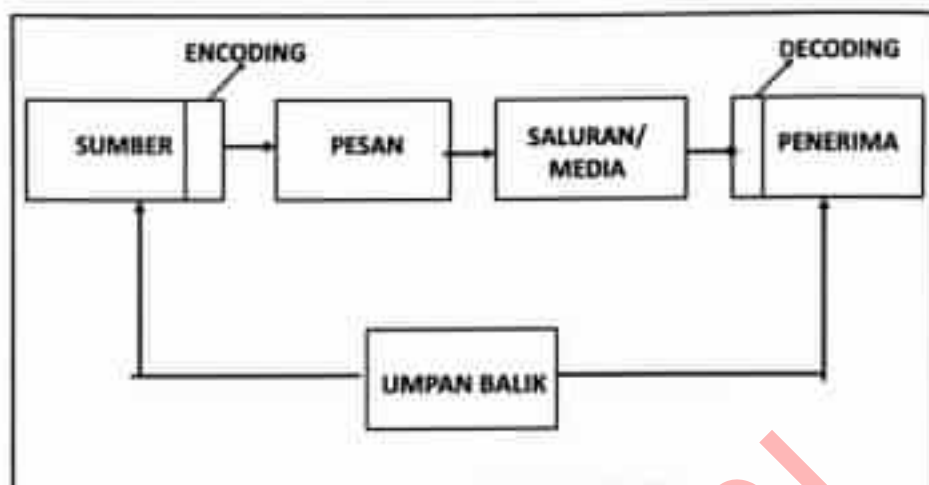 ENCODING
DECODING
SUMBER
PESAN
SALURAN/
MEDIA
PENERIMA
UMPAN BALIK